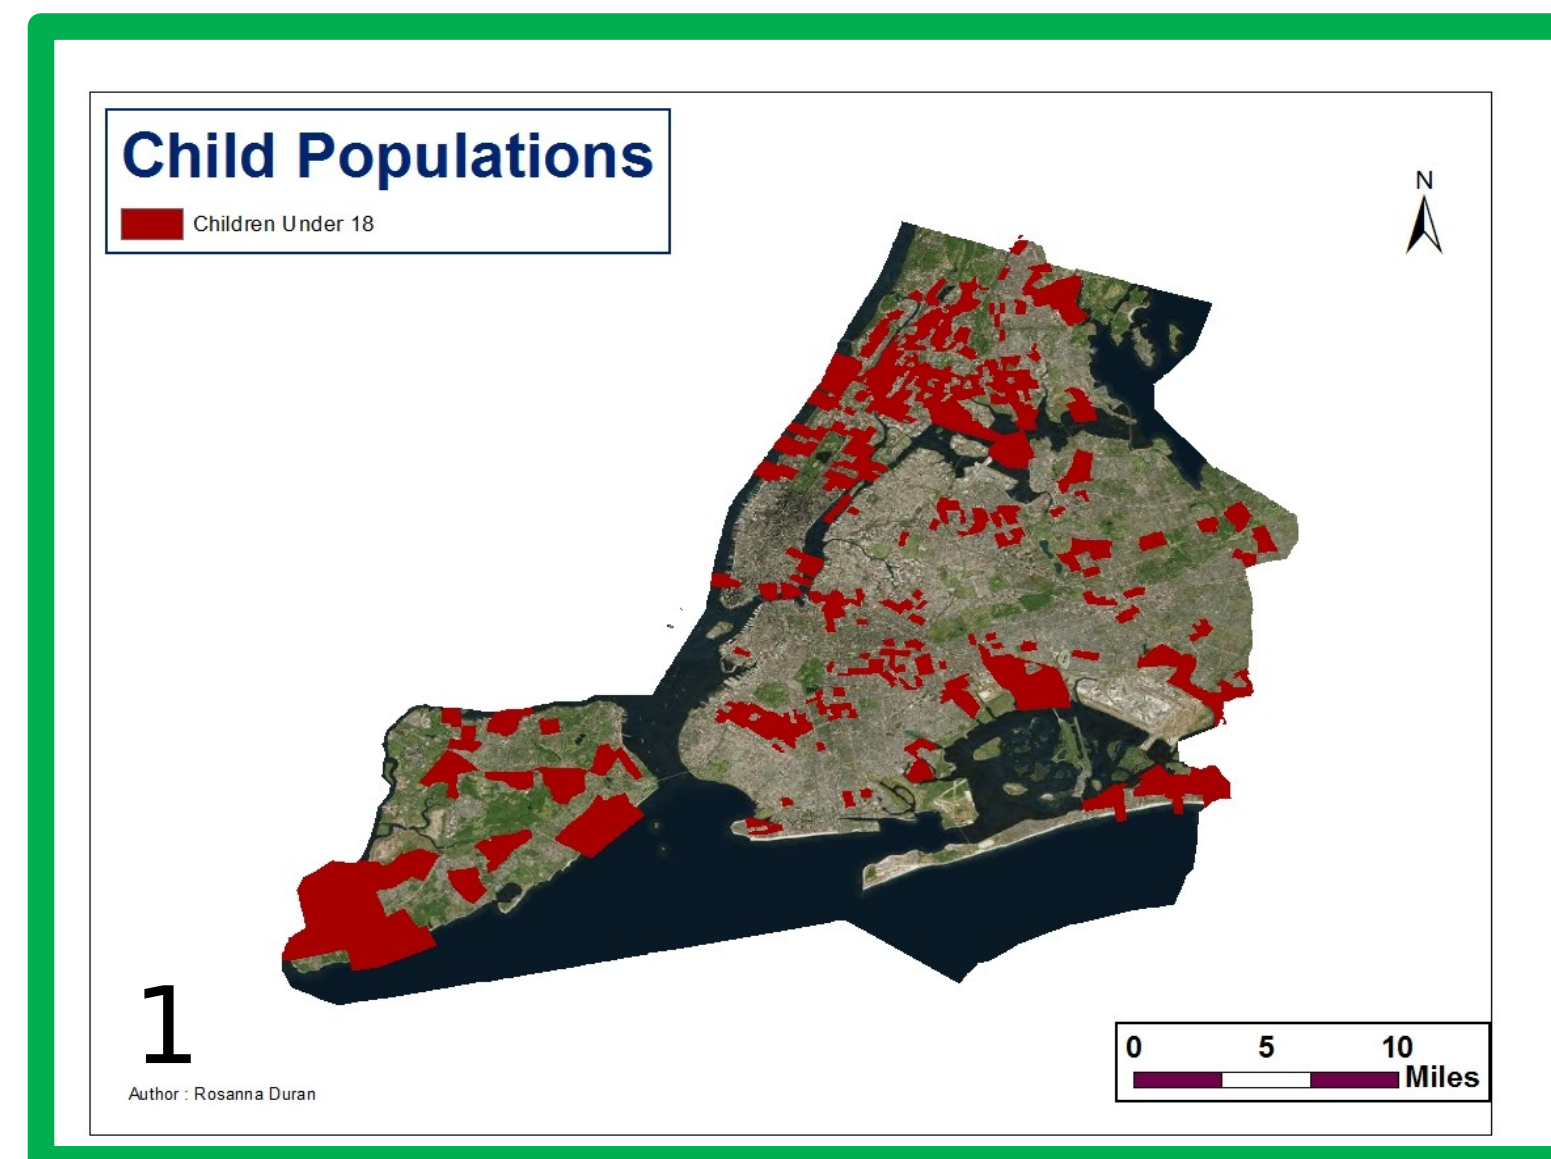 Child Populations
Children Under 18
N
1
Author : Rosanna Duran
0 5 10
Miles